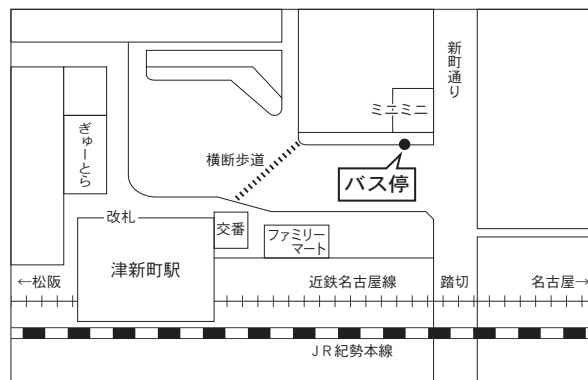 新町通り
ミニミニ
ぎゅーとら
横断歩道
バス停
改札
交番
ファミリー
マート
津新町駅
←松阪
近鉄名古屋線
踏切
名古屋→
ＪＲ紀勢本線